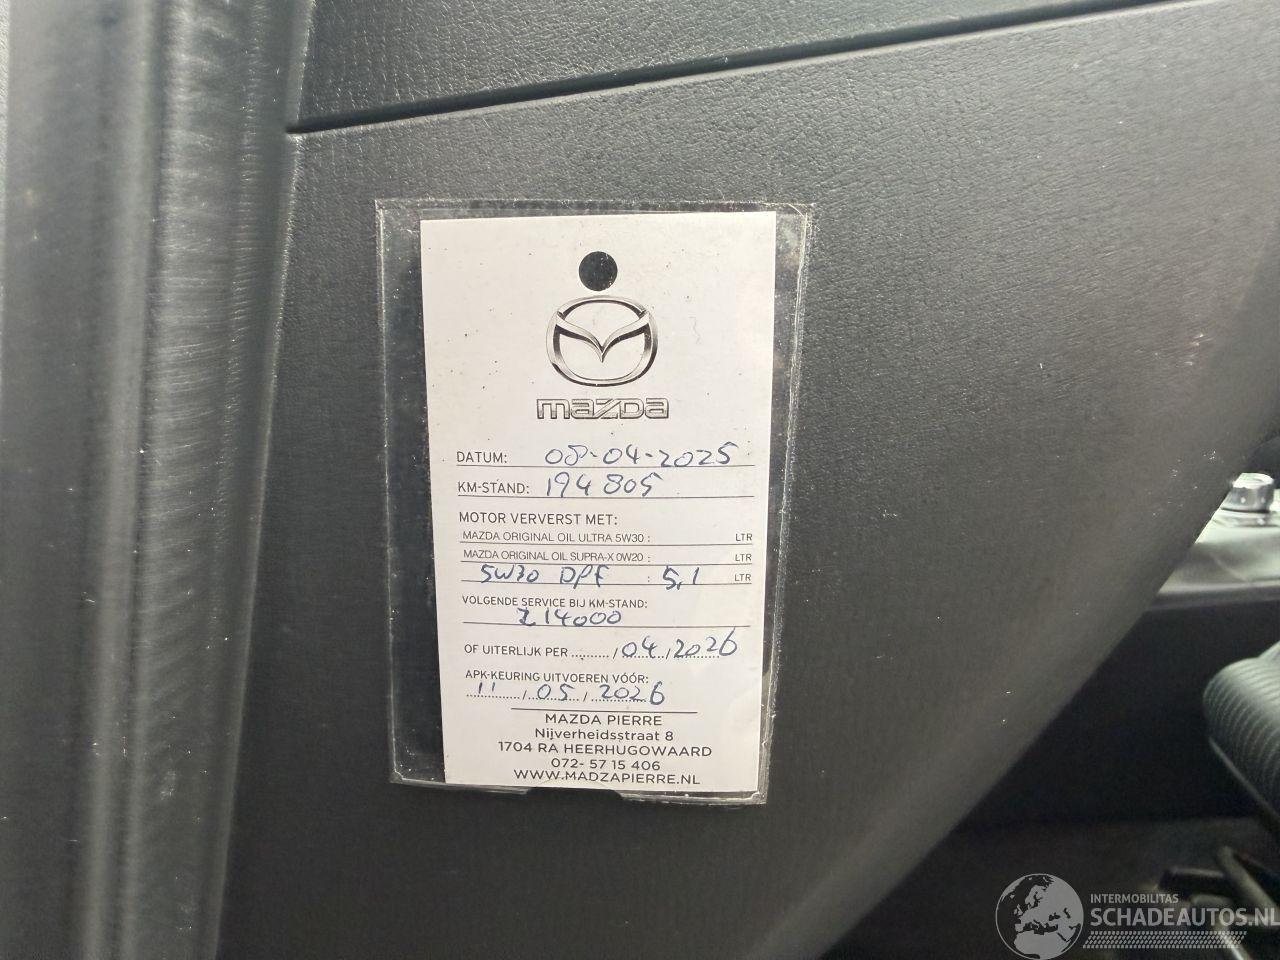 mazda
DATUM: 08-04-2025
KM-STAND: 194805
MOTOR VERVERST MET:
MAZDA ORIGINAL OIL ULTRA 5W30 : LTR
MAZDA ORIGINAL OIL SUPRA-X 0W20 : LTR
5W30 DPF : 5,1 LTR
VOLGENDE SERVICE BIJ KM-STAND:
214000
OF UITERLIJK PER ........./04/2026
APK-KEURING UITVOEREN VÓÓR:
11/05/2026
MAZDA PIERRE
Nijverheidsstraat 8
1704 RA HEERHUGOWAARD
072- 57 15 406
WWW.MADZAPIERRE.NL
INTERMOBILITAS
SCHADEAUTOS.NL